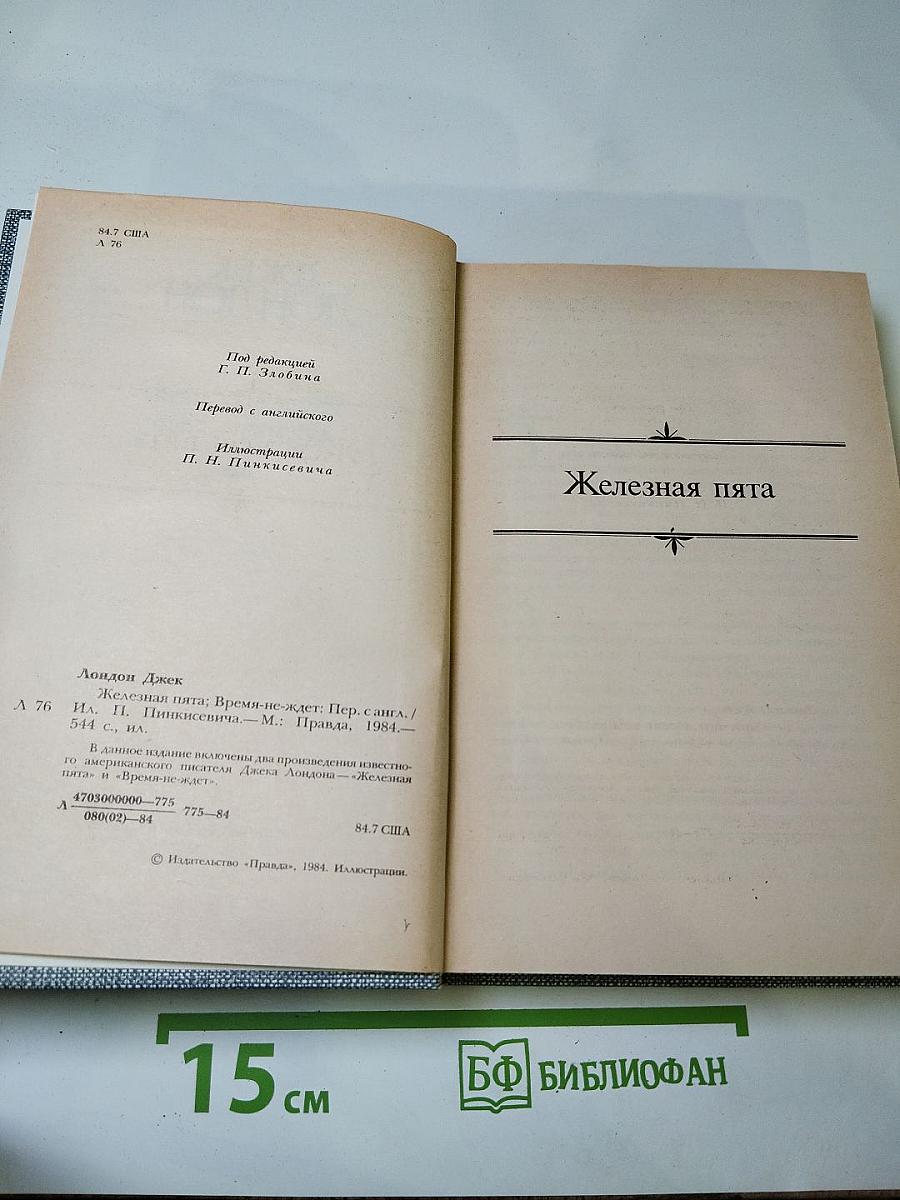 84.7 США
Л 76
Под редакцией
Г. П. Злобина
Перевод с английского
Иллюстрации
П. Н. Пинкисевича
Лондон Джек
Л 76
Железная пята; Время-не-ждет: Пер. с англ./
Ил. П. Пинкисевича.— М.: Правда, 1984.—
544 с., ил.
В данное издание включены два произведения известно-
го американского писателя Джека Лондона — «Железная
пята» и «Время-не-ждет».
Л 4703000000—775
080(02)—84
775—84
84.7 США
© Издательство «Правда», 1984. Иллюстрации.
Железная пята
15 см
БФ БИБЛИОФАН